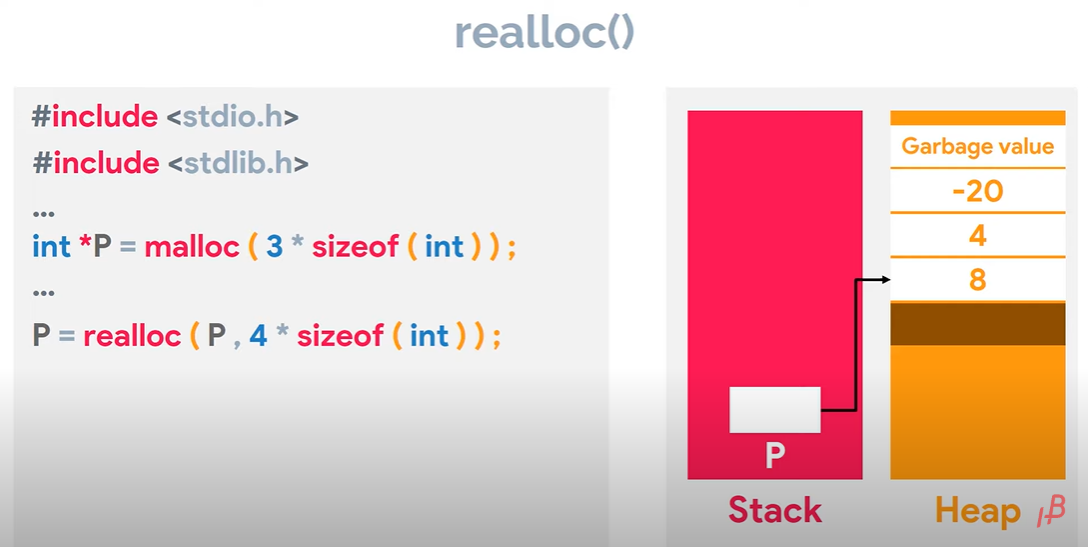 realloc()
#include <stdio.h>
#include <stdlib.h>
...
int *P = malloc ( 3 * sizeof ( int ) ) ;
...
P = realloc ( P , 4 * sizeof ( int ) ) ;
Garbage value
-20
4
8
P
Stack
Heap